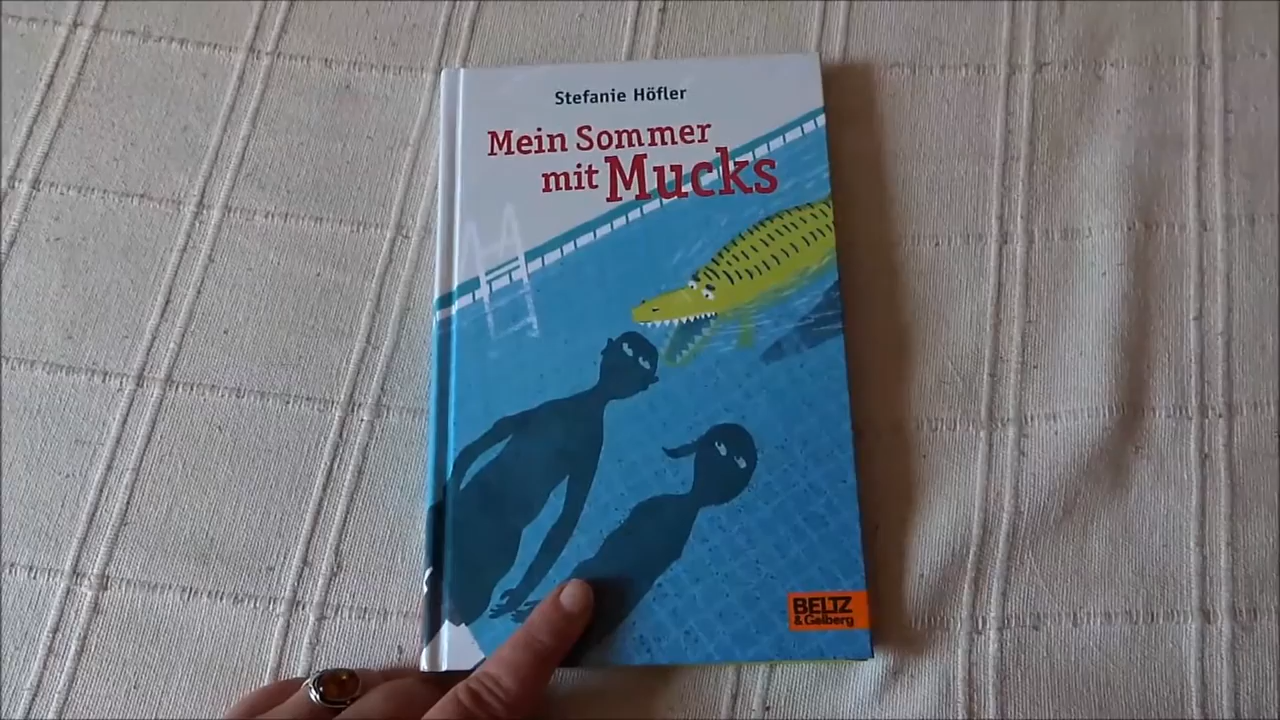 Stefanie Höfler
Mein Sommer
mit Mucks
BELTZ
& Gelberg